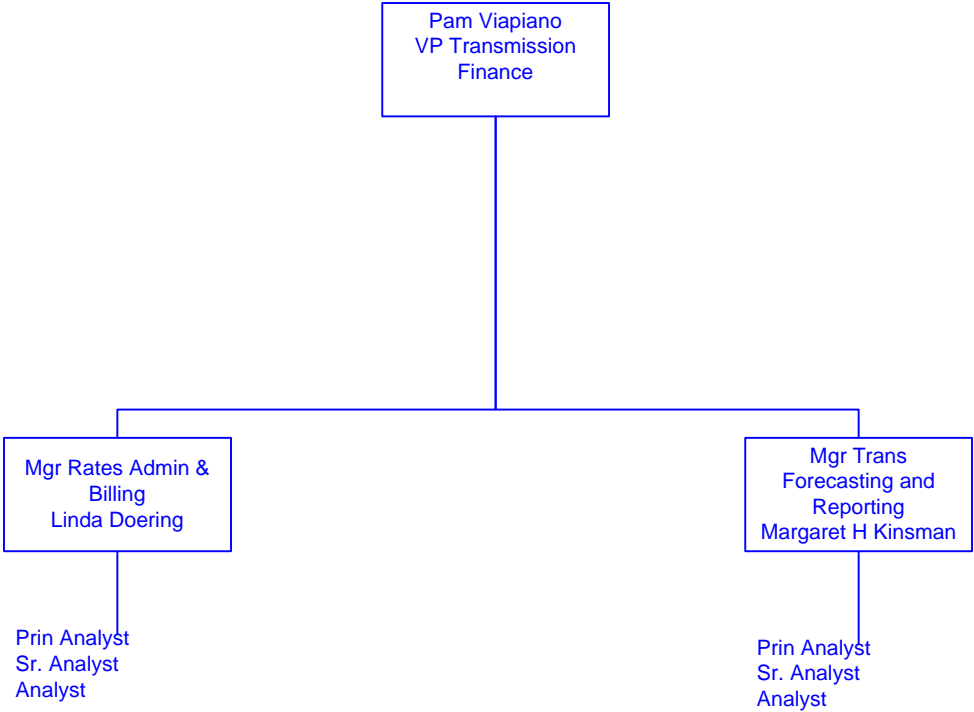 Pam Viapiano
VP Transmission
Finance
Mgr Rates Admin &
Billing
Linda Doering
Mgr Trans
Forecasting and
Reporting
Margaret H Kinsman
Prin Analyst
Sr. Analyst
Analyst
Prin Analyst
Sr. Analyst
Analyst